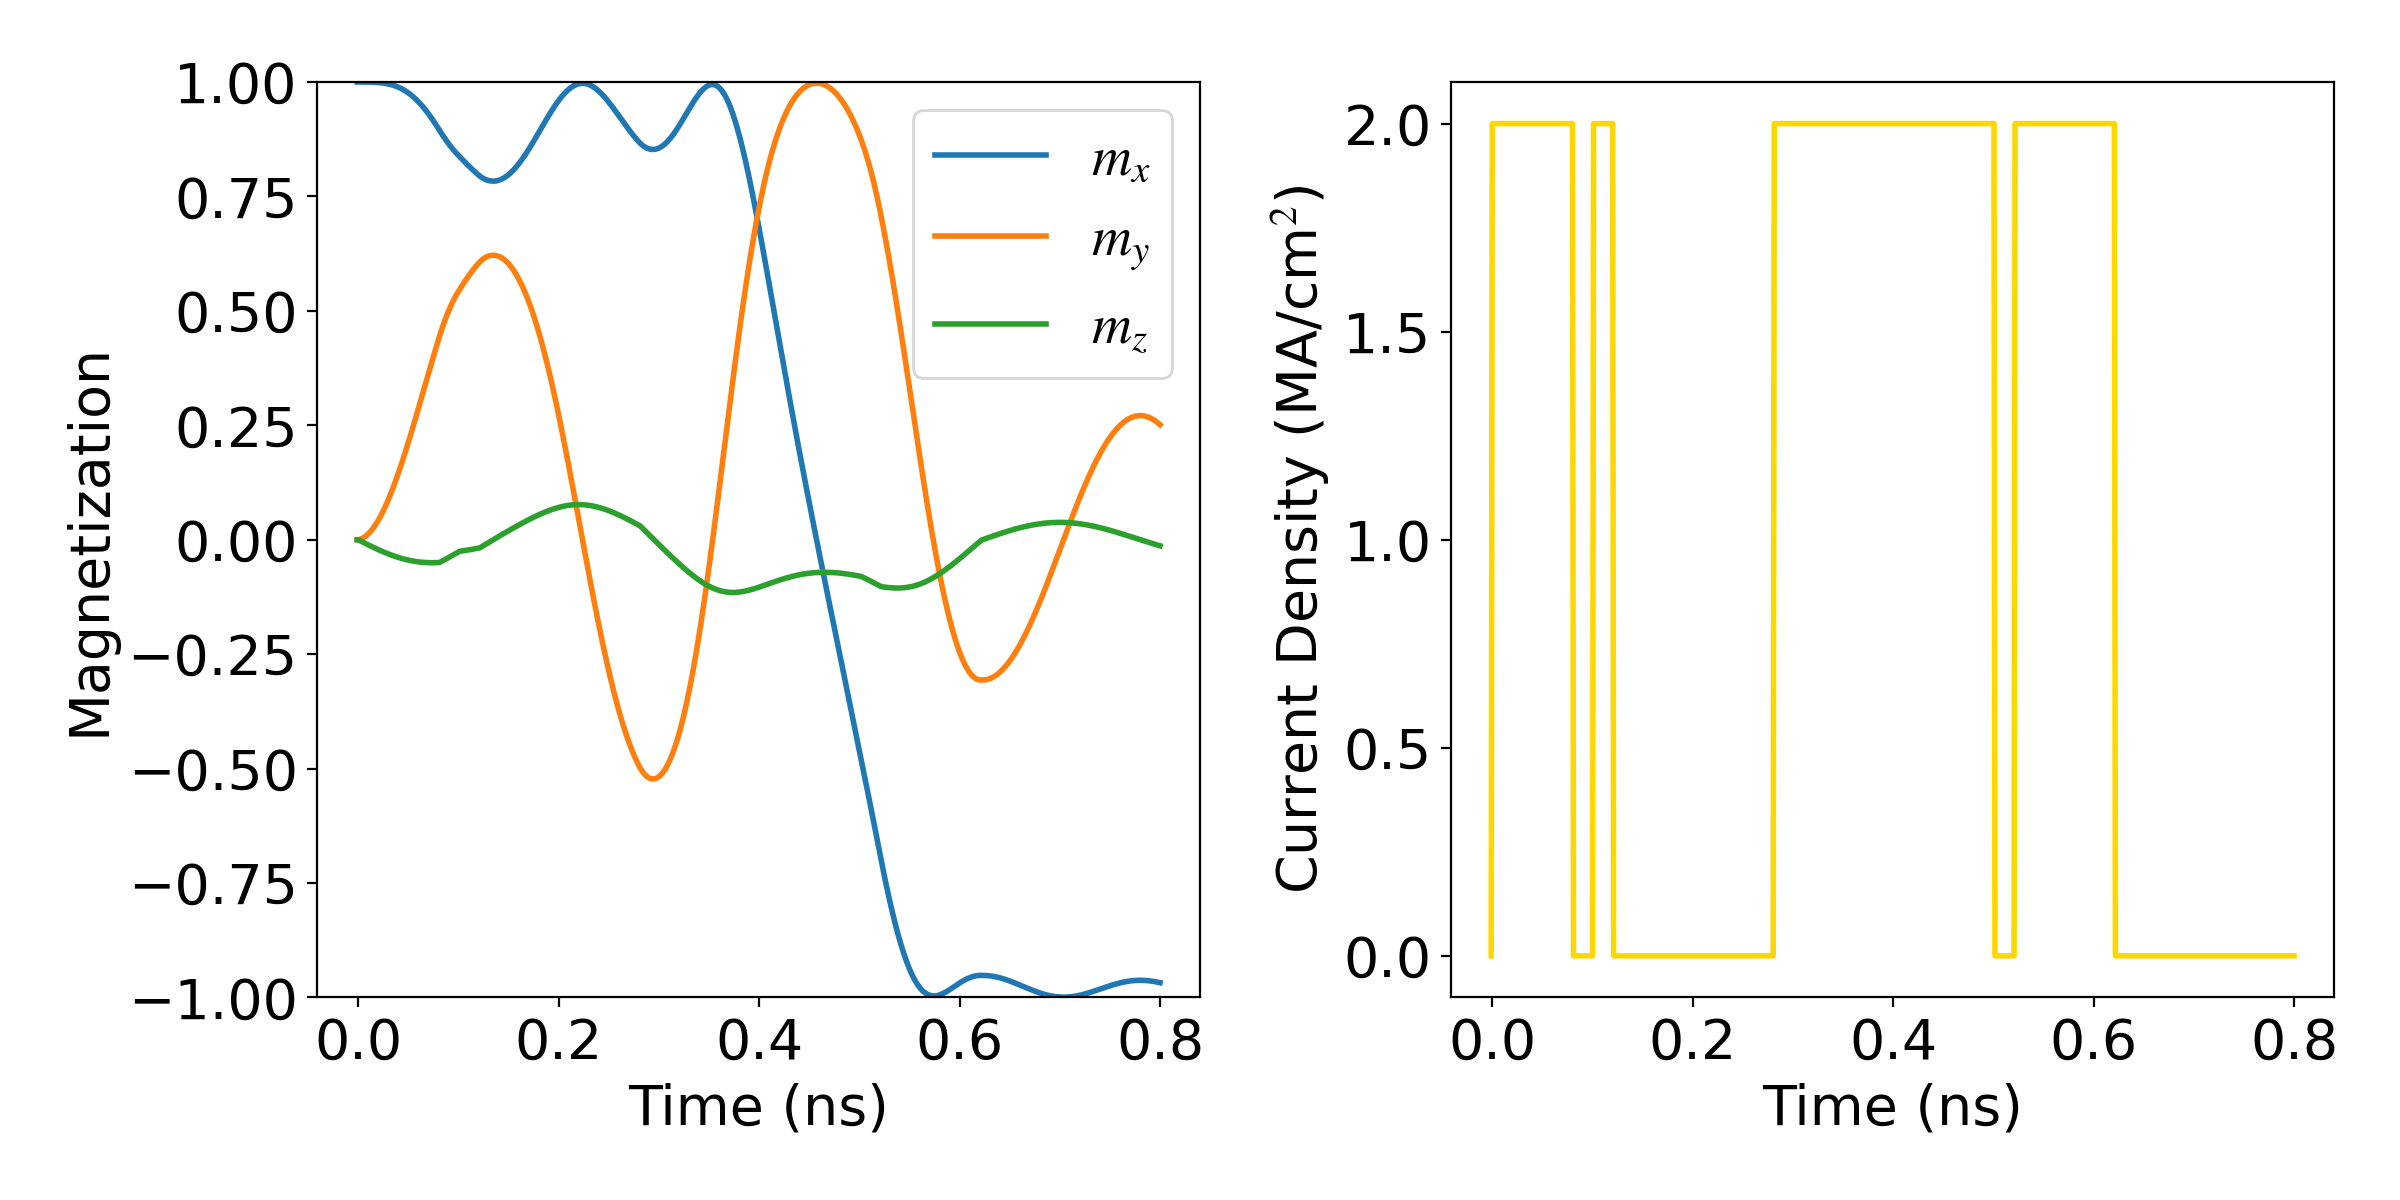 Magnetization
1.00
0.75
0.50
0.25
0.00
−0.25
−0.50
−0.75
−1.00
0.0 0.2 0.4 0.6 0.8
Time (ns)
m_x
m_y
m_z
Current Density (MA/cm²)
2.0
1.5
1.0
0.5
0.0
0.0 0.2 0.4 0.6 0.8
Time (ns)